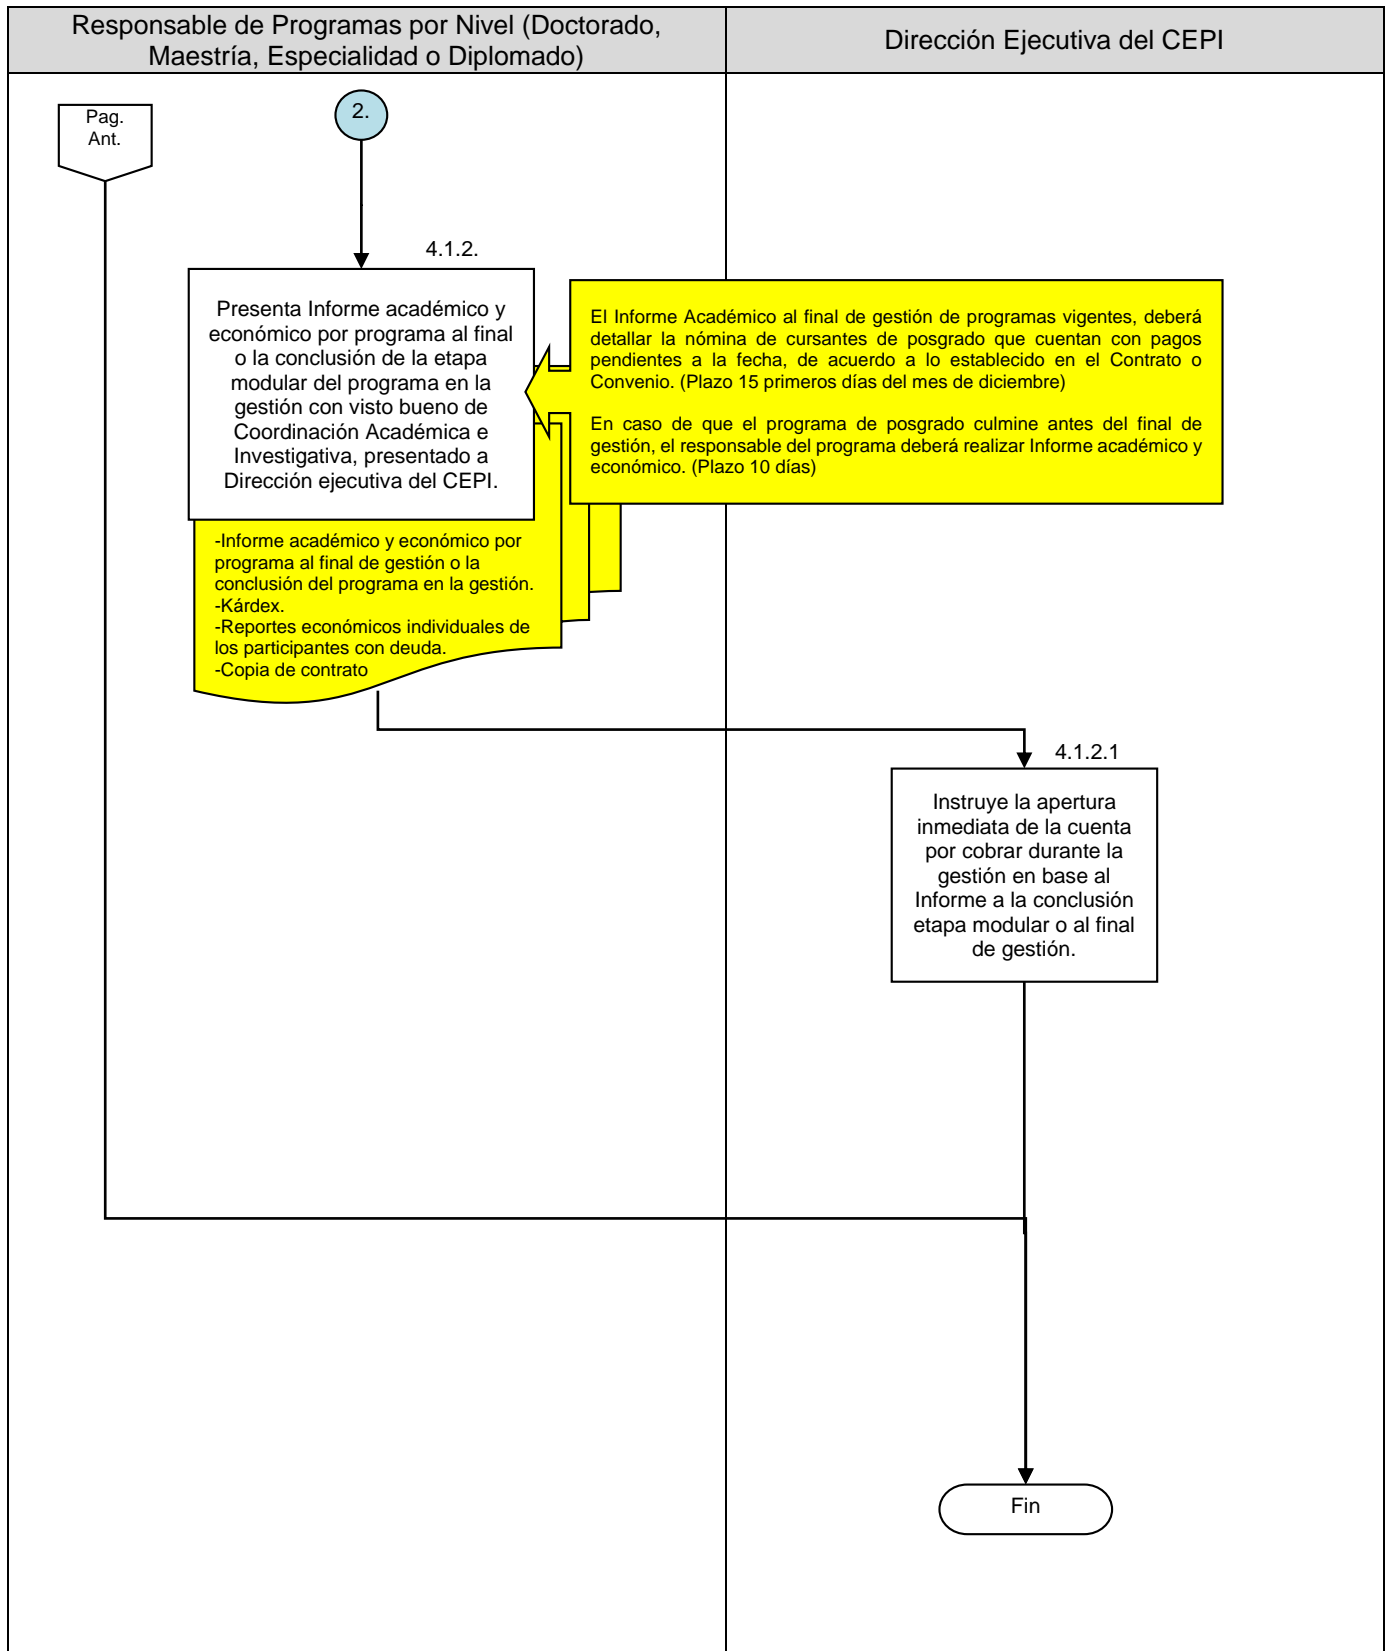 Responsable de Programas por Nivel (Doctorado,
Maestría, Especialidad o Diplomado)
Dirección Ejecutiva del CEPI
Pag.
Ant.
2.
4.1.2.
Presenta Informe académico y
económico por programa al final
o la conclusión de la etapa
modular del programa en la
gestión con visto bueno de
Coordinación Académica e
Investigativa, presentado a
Dirección ejecutiva del CEPI.
El Informe Académico al final de gestión de programas vigentes, deberá
detallar la nómina de cursantes de posgrado que cuentan con pagos
pendientes a la fecha, de acuerdo a lo establecido en el Contrato o
Convenio. (Plazo 15 primeros días del mes de diciembre)
En caso de que el programa de posgrado culmine antes del final de
gestión, el responsable del programa deberá realizar Informe académico y
económico. (Plazo 10 días)
-Informe académico y económico por
programa al final de gestión o la
conclusión del programa en la gestión.
-Kárdex.
-Reportes económicos individuales de
los participantes con deuda.
-Copia de contrato
4.1.2.1
Instruye la apertura
inmediata de la cuenta
por cobrar durante la
gestión en base al
Informe a la conclusión
etapa modular o al final
de gestión.
Fin